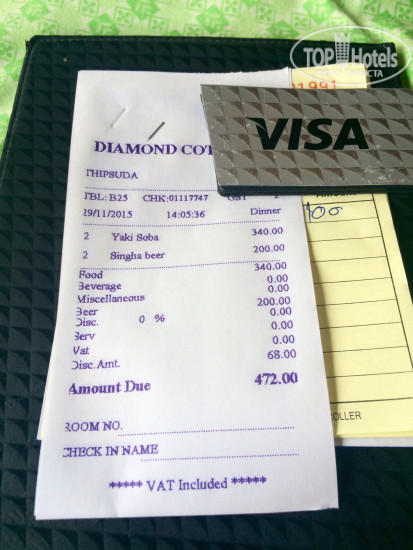 TOP Hotels
01991
VISA
DIAMOND COT
THIPSUDA
TBL: B25 CHK:01117747 GST 2
29/11/2015 14:05:36 Dinner
2 Yaki Soba 340.00
2 Singha beer 200.00
Food 340.00
Beverage 0.00
Miscellaneous 0.00
Beer 200.00
Disc. 0 % 0.00
Serv 0.00
Vat 0.00
Disc.Amt. 68.00
Amount Due 472.00
ROOM NO.
CHECK IN NAME
***** VAT Included *****
OLLER